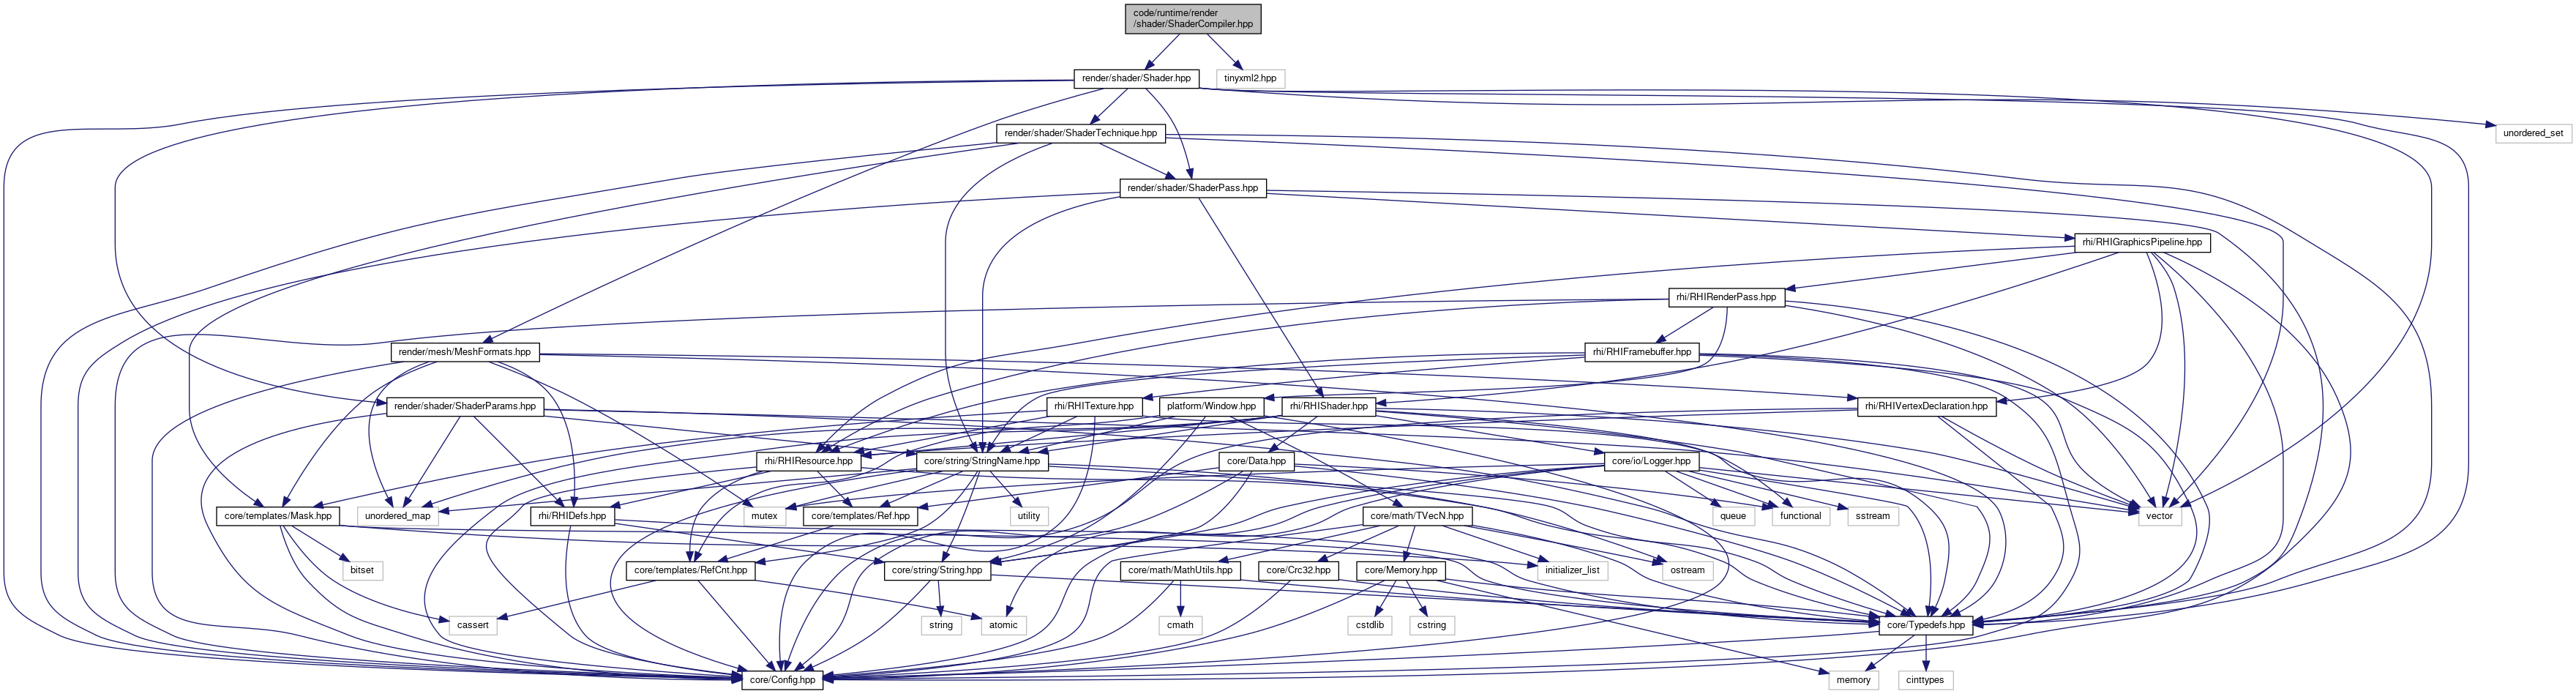 code/runtime/render
/shader/ShaderCompiler.hpp
render/shader/Shader.hpp
tinyxml2.hpp
render/shader/ShaderTechnique.hpp
unordered_set
render/shader/ShaderPass.hpp
rhi/RHIGraphicsPipeline.hpp
rhi/RHIRenderPass.hpp
render/mesh/MeshFormats.hpp
rhi/RHIFramebuffer.hpp
render/shader/ShaderParams.hpp
rhi/RHITexture.hpp
platform/Window.hpp
rhi/RHIShader.hpp
rhi/RHIVertexDeclaration.hpp
rhi/RHIResource.hpp
core/string/StringName.hpp
core/Data.hpp
core/io/Logger.hpp
core/templates/Mask.hpp
unordered_map
rhi/RHIDefs.hpp
mutex
core/templates/Ref.hpp
utility
core/math/TVecN.hpp
queue
functional
sstream
vector
bitset
core/templates/RefCnt.hpp
core/string/String.hpp
core/math/MathUtils.hpp
core/Crc32.hpp
core/Memory.hpp
initializer_list
ostream
cassert
string
atomic
cmath
cstdlib
cstring
core/Typedefs.hpp
core/Config.hpp
memory
cinttypes